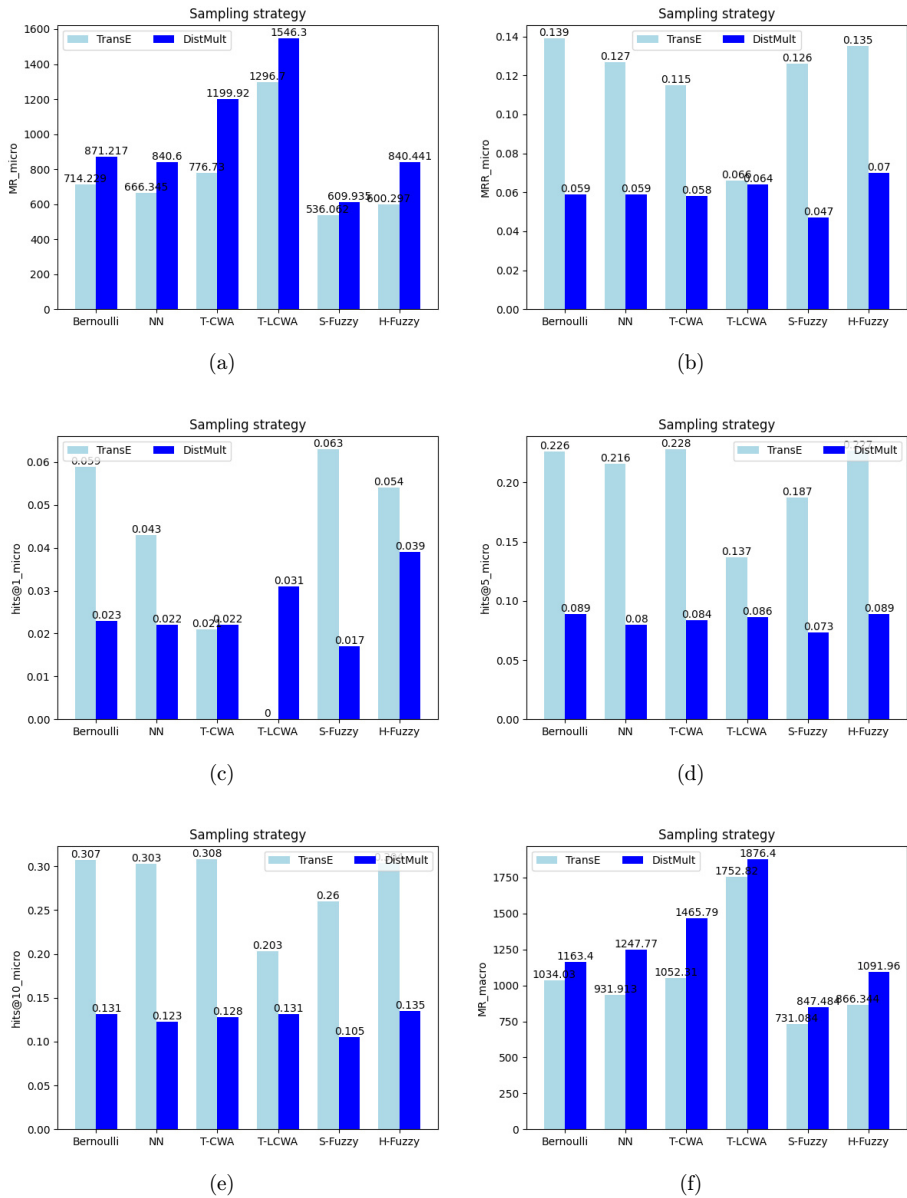 Sampling strategy
TransE DistMult
MR_micro
1600
1400
1200
1000
800
600
400
200
0
714.229 871.217 666.345 840.6 776.73 1199.92 1296.7 1546.3 536.062 609.935 600.297 840.441
Bernoulli NN T-CWA T-LCWA S-Fuzzy H-Fuzzy
(a)
Sampling strategy
TransE DistMult
MRR_micro
0.14
0.12
0.10
0.08
0.06
0.04
0.02
0.00
0.139 0.059 0.127 0.059 0.115 0.058 0.066 0.064 0.126 0.047 0.135 0.07
Bernoulli NN T-CWA T-LCWA S-Fuzzy H-Fuzzy
(b)
Sampling strategy
TransE DistMult
hits@1_micro
0.06
0.05
0.04
0.03
0.02
0.01
0.00
0.059 0.023 0.043 0.022 0.021 0.022 0 0.031 0.063 0.017 0.054 0.039
Bernoulli NN T-CWA T-LCWA S-Fuzzy H-Fuzzy
(c)
Sampling strategy
TransE DistMult
hits@5_micro
0.20
0.15
0.10
0.05
0.00
0.226 0.089 0.216 0.08 0.228 0.084 0.137 0.086 0.187 0.073 0.089
Bernoulli NN T-CWA T-LCWA S-Fuzzy H-Fuzzy
(d)
Sampling strategy
TransE DistMult
hits@10_micro
0.30
0.25
0.20
0.15
0.10
0.05
0.00
0.307 0.131 0.303 0.123 0.308 0.128 0.203 0.131 0.26 0.105 0.135
Bernoulli NN T-CWA T-LCWA S-Fuzzy H-Fuzzy
(e)
Sampling strategy
TransE DistMult
MR_macro
1750
1500
1250
1000
750
500
250
0
1034.03 1163.4 931.913 1247.77 1052.31 1465.79 1752.82 1876.4 731.084 847.484 866.344 1091.96
Bernoulli NN T-CWA T-LCWA S-Fuzzy H-Fuzzy
(f)